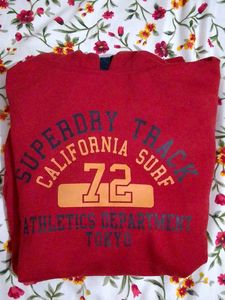 SUPERDRY TRACK
CALIFORNIA SURF
72
ATHLETICS DEPARTMENT
TOKYO